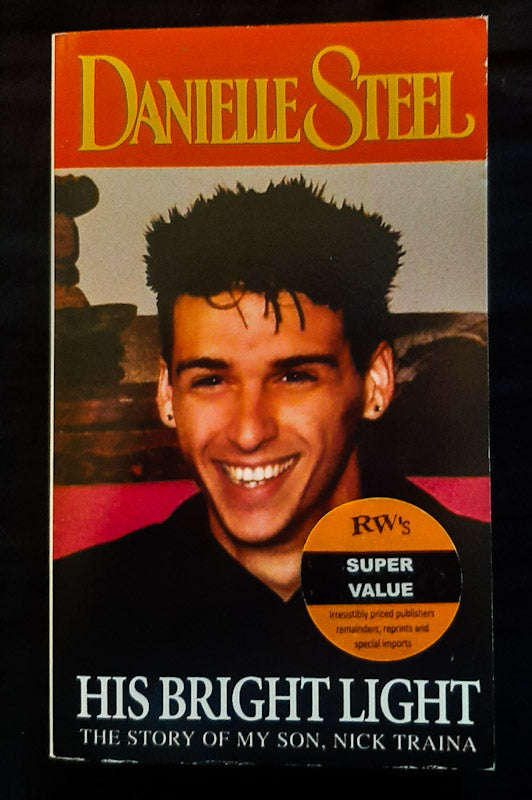 DANIELLE STEEL
RW's
SUPER
VALUE
Irresistibly priced publishers
remainders, reprints and
special imports
HIS BRIGHT LIGHT
THE STORY OF MY SON, NICK TRAINA